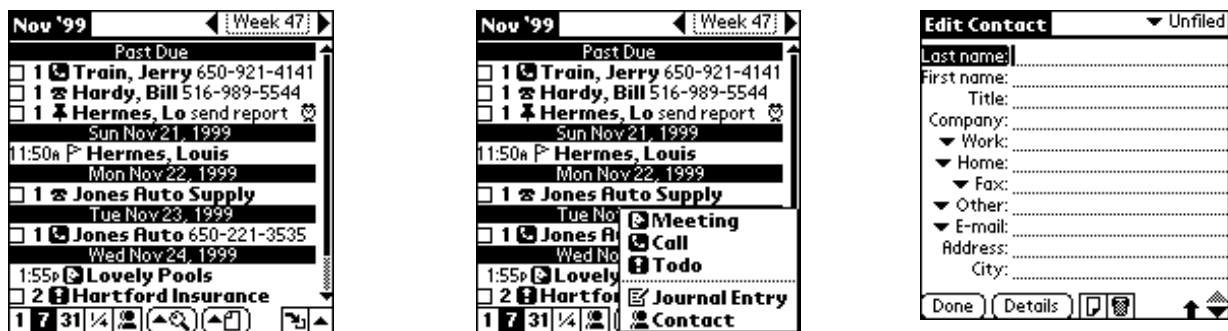 Nov '99 Week 47
Past Due
1 Train, Jerry 650-921-4141
1 Hardy, Bill 516-989-5544
1 Hermes, Lo send report
Sun Nov 21, 1999
11:50a Hermes, Louis
Mon Nov 22, 1999
1 Jones Auto Supply
Tue Nov 23, 1999
1 Jones Auto 650-221-3535
Wed Nov 24, 1999
1:55p Lovely Pools
2 Hartford Insurance
1 7 31 1/4
Nov '99 Week 47
Past Due
1 Train, Jerry 650-921-4141
1 Hardy, Bill 516-989-5544
1 Hermes, Lo send report
Sun Nov 21, 1999
11:50a Hermes, Louis
Mon Nov 22, 1999
1 Jones Auto Supply
Tue Nov
1 Jones A
Wed No
1:55p Lovely
2 Hartfor
1 7 31 1/4
Meeting
Call
Todo
Journal Entry
Contact
Edit Contact Unfiled
Last name:
First name:
Title:
Company:
Work:
Home:
Fax:
Other:
E-mail:
Address:
City:
Done Details